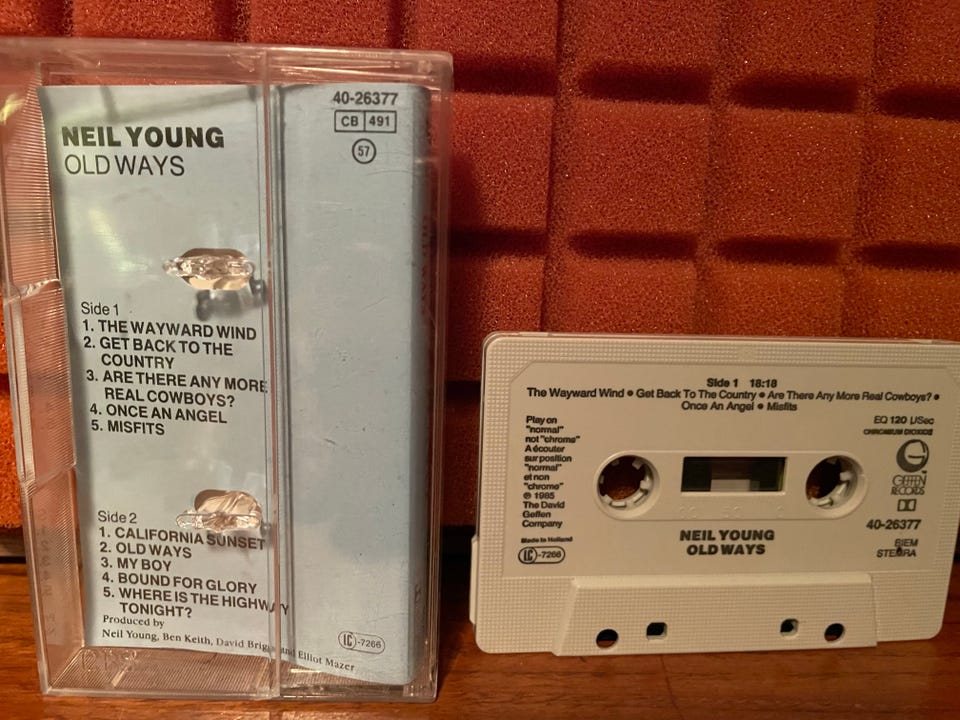 NEIL YOUNG
OLD WAYS
40-26377
CB 491
57
Side 1
1. THE WAYWARD WIND
2. GET BACK TO THE
COUNTRY
3. ARE THERE ANY MORE
REAL COWBOYS?
4. ONCE AN ANGEL
5. MISFITS
Side 2
1. CALIFORNIA SUNSET
2. OLD WAYS
3. MY BOY
4. BOUND FOR GLORY
5. WHERE IS THE HIGHWAY
TONIGHT?
Produced by
Neil Young, Ben Keith, David Briggs and Elliot Mazer
LC-7266
Side 1 18:18
The Wayward Wind • Get Back To The Country • Are There Any More Real Cowboys? •
Once An Angel • Misfits
Play on
"normal"
not "chrome"
A écouter
sur position
"normal"
et non
"chrome"
℗ 1985
The David
Geffen
Company
Made in Holland
LC-7266
EQ 120 µSec
CHROMIUM DIOXIDE
GEFFEN
RECORDS
40-26377
BIEM
STEMRA
NEIL YOUNG
OLD WAYS